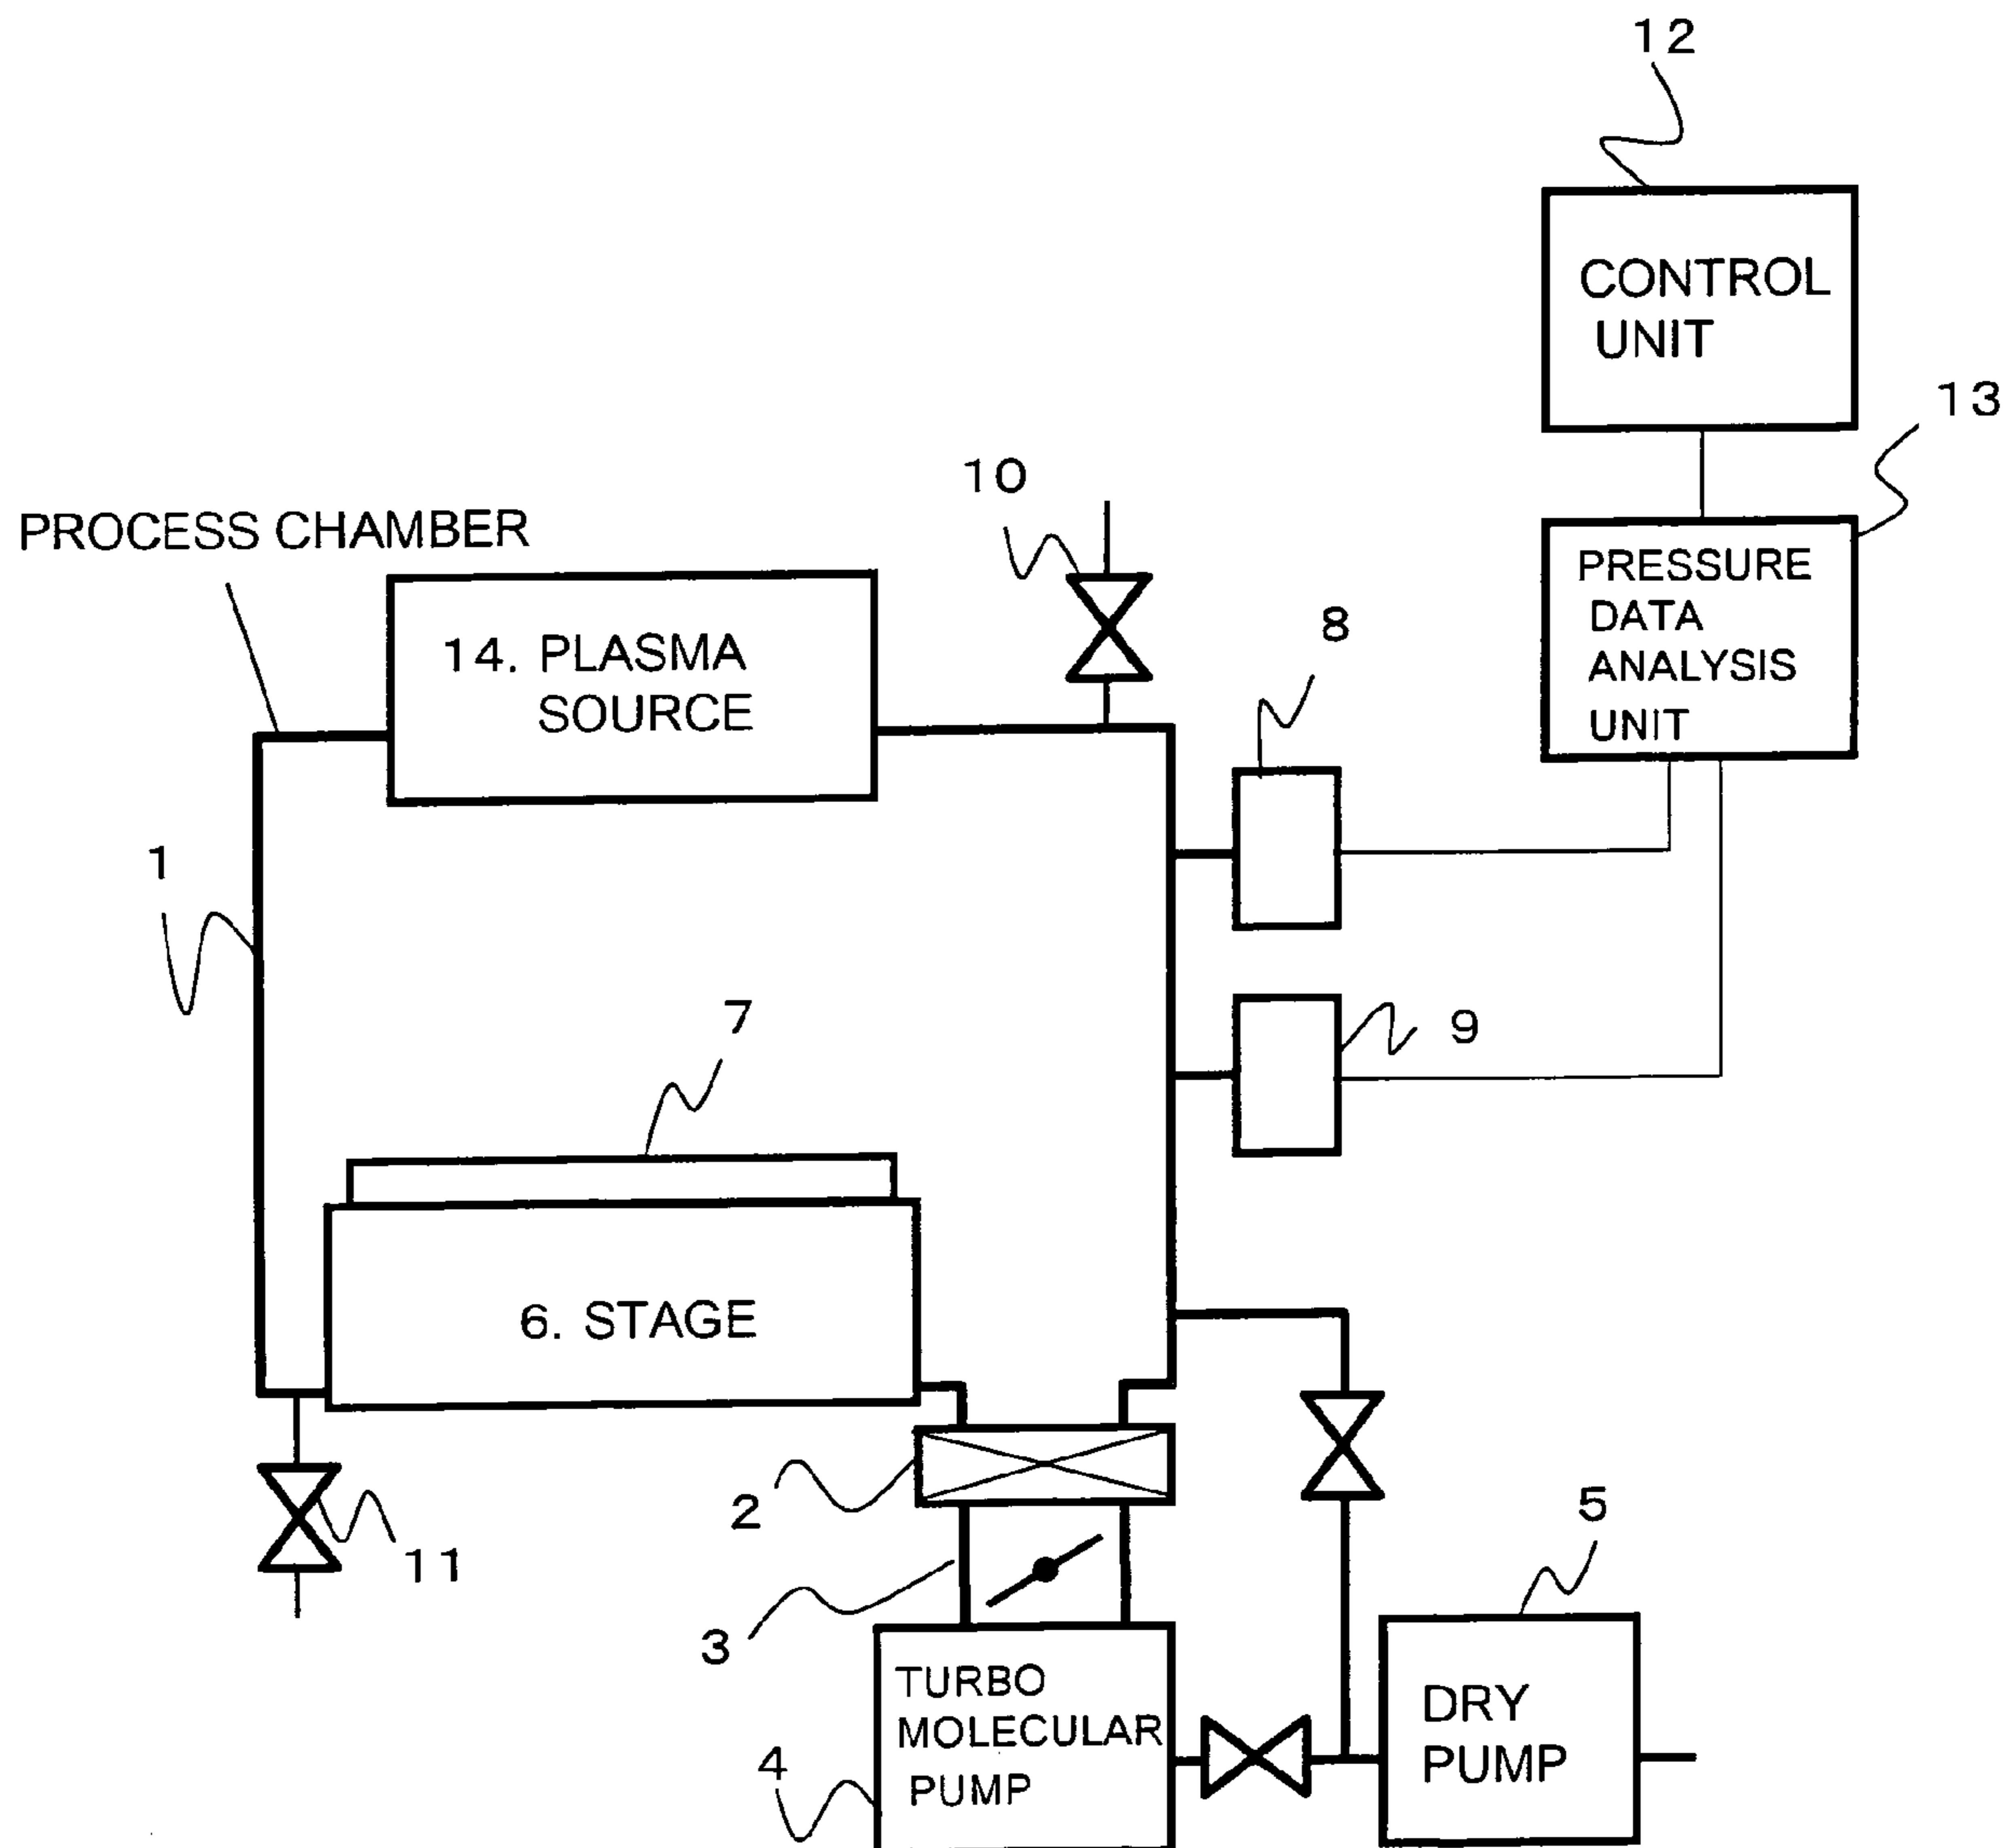 12
CONTROL
UNIT
13
10
PROCESS CHAMBER
PRESSURE
DATA
ANALYSIS
UNIT
8
14. PLASMA
SOURCE
1
7
9
6. STAGE
2
5
11
3
TURBO
MOLECULAR
PUMP
DRY
PUMP
4